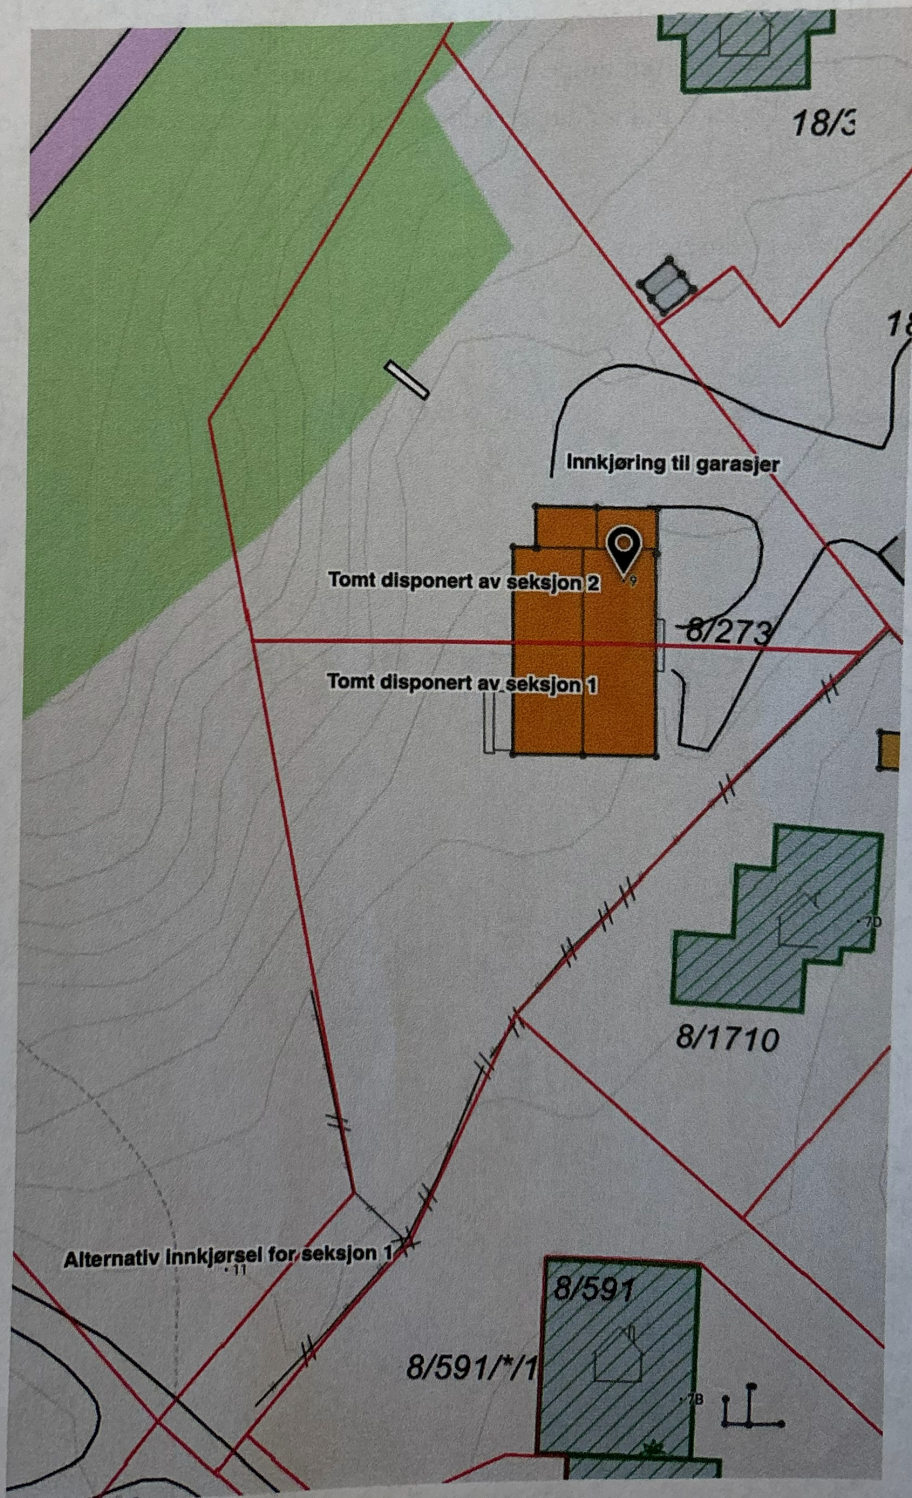 18/3
18
Innkjøring til garasjer
Tomt disponert av seksjon 2
9
8/273
Tomt disponert av seksjon 1
7D
8/1710
Alternativ innkjørsel for seksjon 1
11
8/591
8/591/*/1
7B